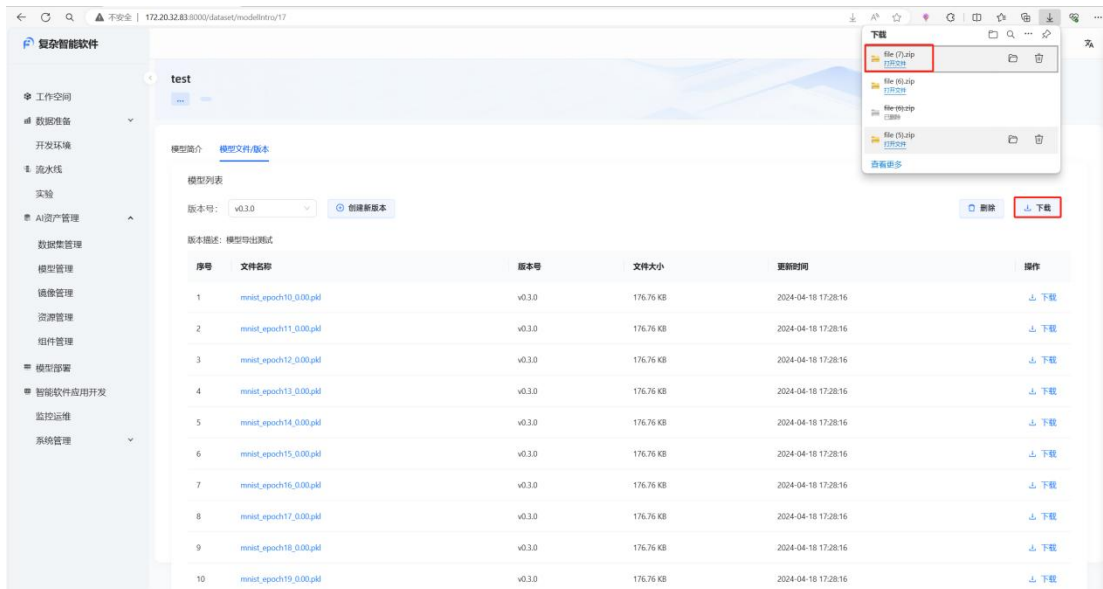 不安全 | 172.20.32.83:8000/dataset/modelIntro/17
复杂智能软件
下载
file (7).zip
打开文件
file (6).zip
打开文件
file (6).zip
已删除
file (5).zip
打开文件
查看更多
test
...
工作空间
数据准备
开发环境
流水线
实验
AI资产管理
数据集管理
模型管理
镜像管理
资源管理
组件管理
模型部署
智能软件应用开发
监控运维
系统管理
模型简介 模型文件/版本
模型列表
版本号: v0.3.0 创建新版本 删除 下载
版本描述: 模型导出测试
序号 文件名称 版本号 文件大小 更新时间 操作
1 mnist_epoch10_0.00.pkl v0.3.0 176.76 KB 2024-04-18 17:28:16 下载
2 mnist_epoch11_0.00.pkl v0.3.0 176.76 KB 2024-04-18 17:28:16 下载
3 mnist_epoch12_0.00.pkl v0.3.0 176.76 KB 2024-04-18 17:28:16 下载
4 mnist_epoch13_0.00.pkl v0.3.0 176.76 KB 2024-04-18 17:28:16 下载
5 mnist_epoch14_0.00.pkl v0.3.0 176.76 KB 2024-04-18 17:28:16 下载
6 mnist_epoch15_0.00.pkl v0.3.0 176.76 KB 2024-04-18 17:28:16 下载
7 mnist_epoch16_0.00.pkl v0.3.0 176.76 KB 2024-04-18 17:28:16 下载
8 mnist_epoch17_0.00.pkl v0.3.0 176.76 KB 2024-04-18 17:28:16 下载
9 mnist_epoch18_0.00.pkl v0.3.0 176.76 KB 2024-04-18 17:28:16 下载
10 mnist_epoch19_0.00.pkl v0.3.0 176.76 KB 2024-04-18 17:28:16 下载